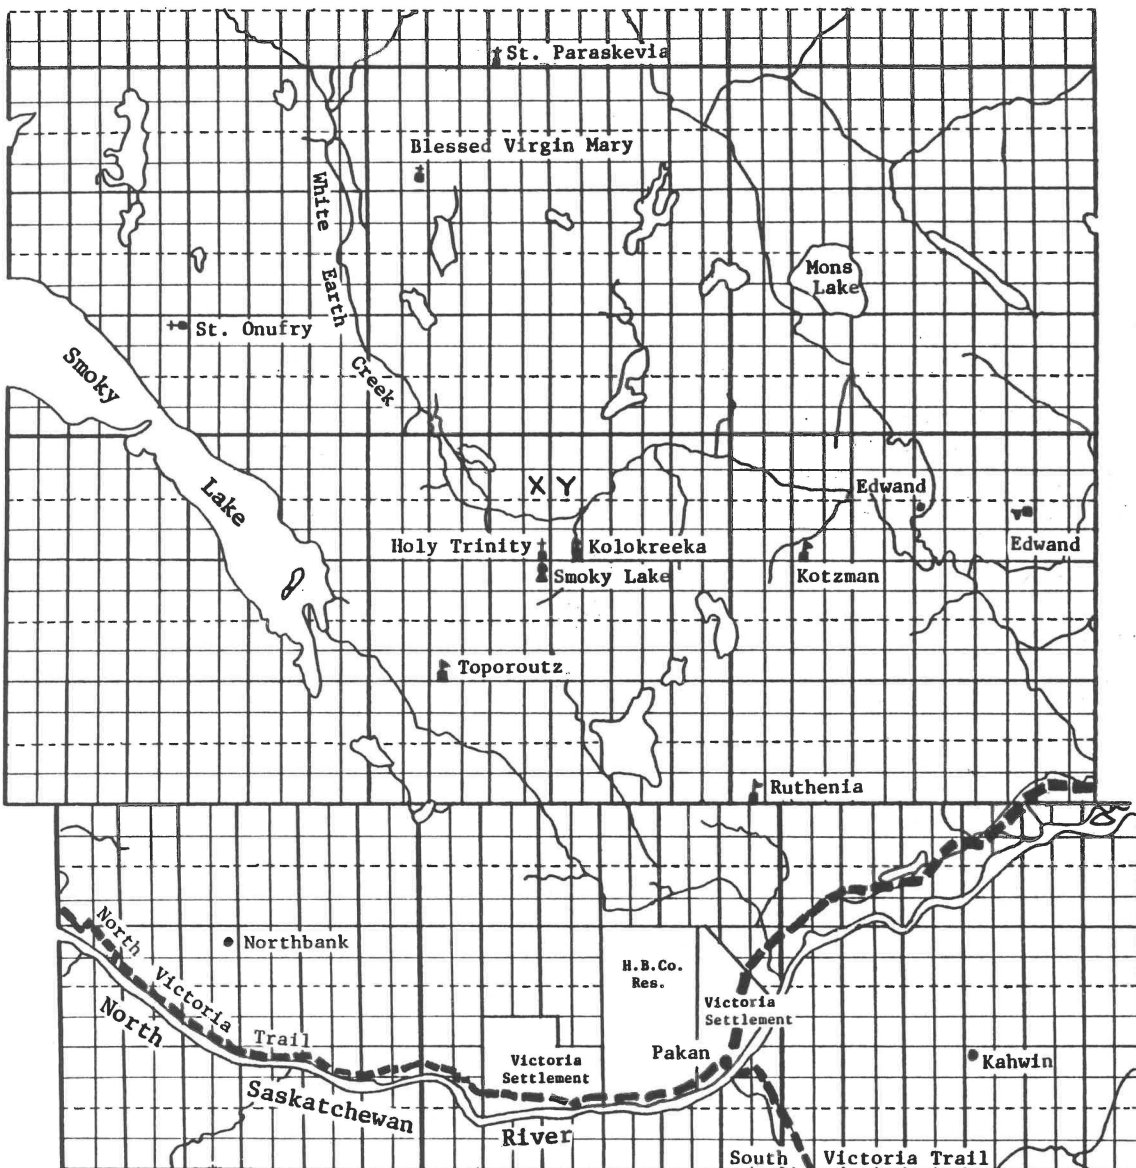 St. Paraskevia
Blessed Virgin Mary
White
Earth
Creek
Mons
Lake
St. Onufry
Smoky
Lake
X Y
Edwand
Holy Trinity
Kolokreeka
Edwand
Smoky Lake
Kotzman
Toporoutz
Ruthenia
North
Victoria
Trail
Northbank
H.B.Co.
Res.
Victoria
Settlement
North
Saskatchewan
River
Victoria
Settlement
Pakan
Kahwin
South Victoria Trail